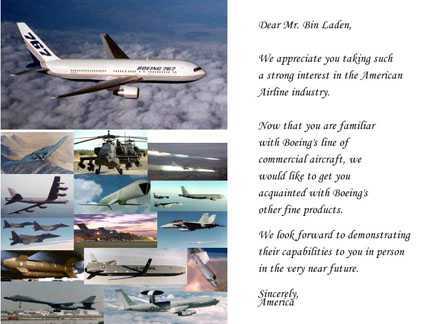 767
BOEING 767
Dear Mr. Bin Laden,
We appreciate you taking such
a strong interest in the American
Airline industry.
Now that you are familiar
with Boeing's line of
commercial aircraft, we
would like to get you
acquainted with Boeing's
other fine products.
We look forward to demonstrating
their capabilities to you in person
in the very near future.
Sincerely,
America